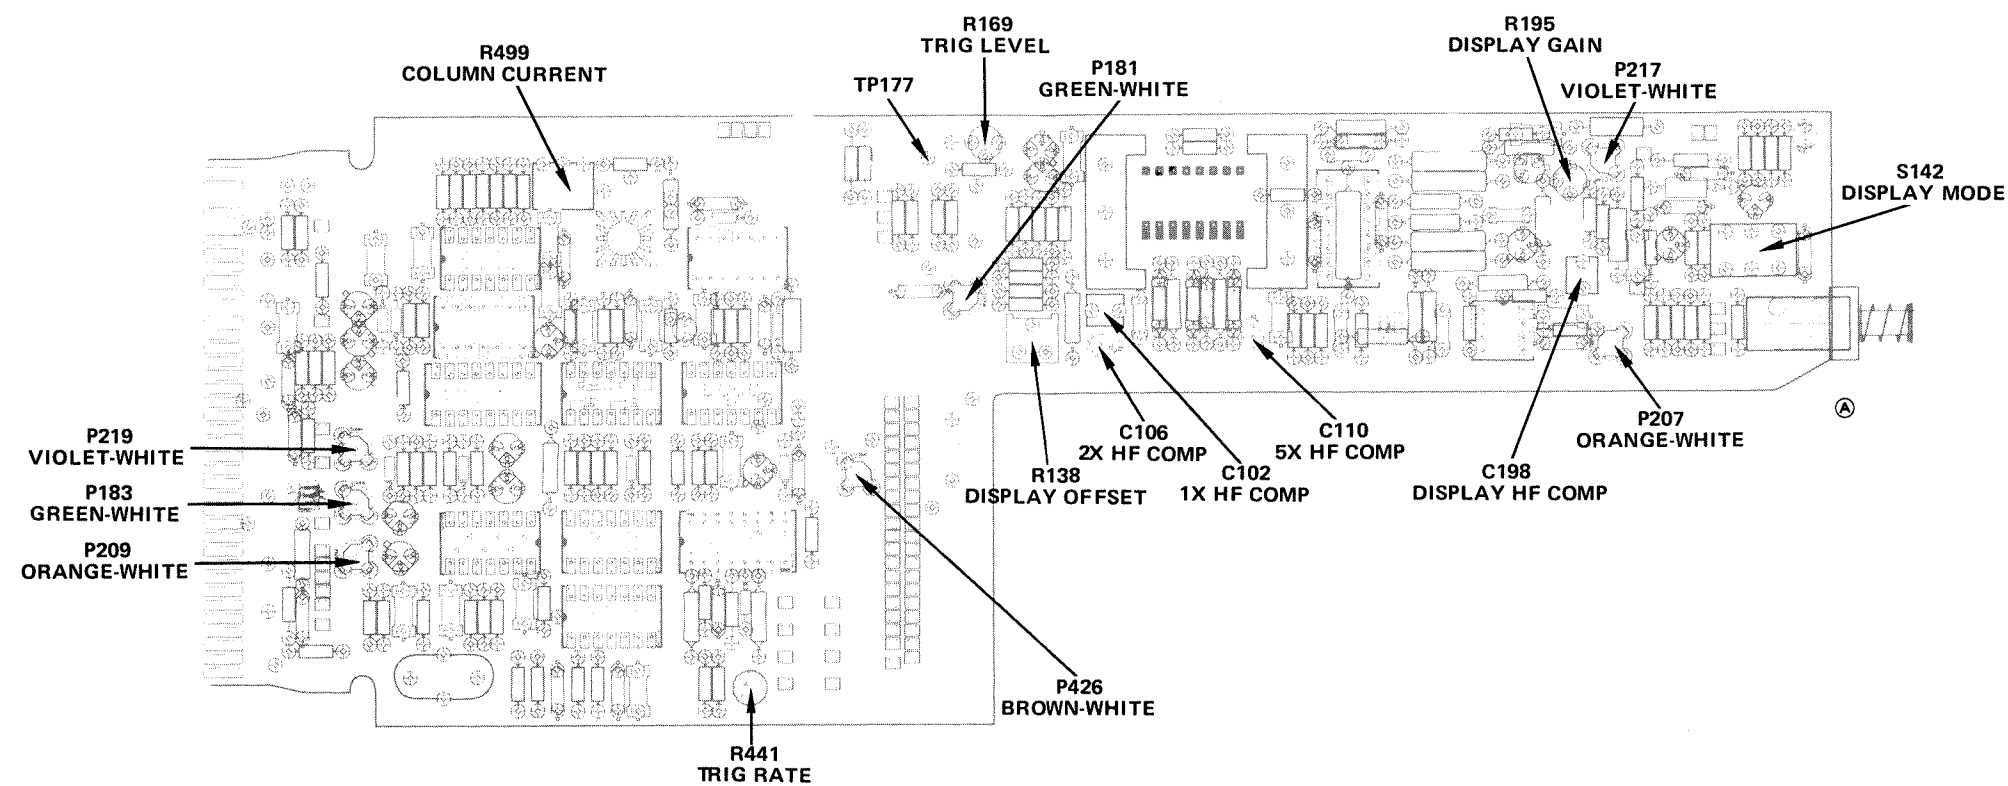 R169
TRIG LEVEL
R195
DISPLAY GAIN
R499
COLUMN CURRENT
P181
GREEN-WHITE
P217
VIOLET-WHITE
TP177
S142
DISPLAY MODE
A
P219
VIOLET-WHITE
P183
GREEN-WHITE
P209
ORANGE-WHITE
C106
2X HF COMP
C110
5X HF COMP
P207
ORANGE-WHITE
R138
DISPLAY OFFSET
C102
1X HF COMP
C198
DISPLAY HF COMP
P426
BROWN-WHITE
R441
TRIG RATE